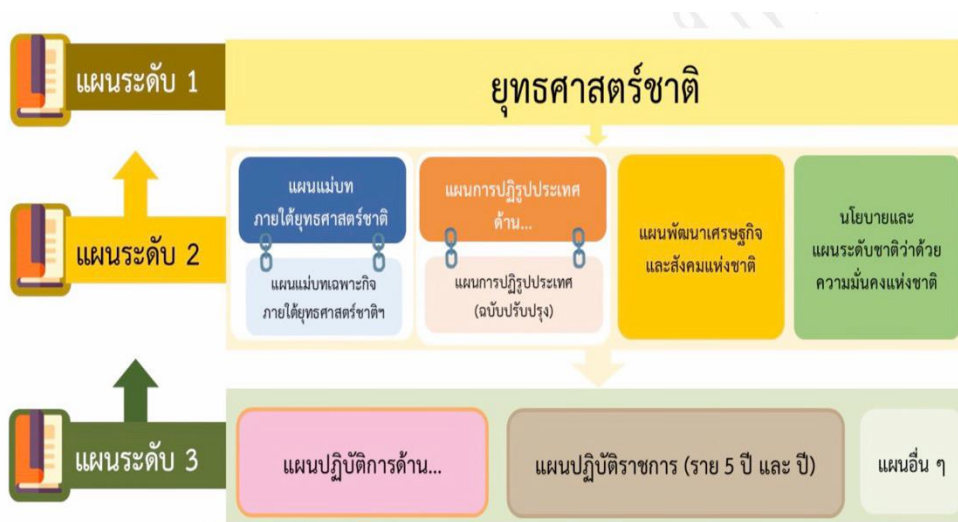 แผนระดับ 1
ยุทธศาสตร์ชาติ
แผนระดับ 2
แผนแม่บท
ภายใต้ยุทธศาสตร์ชาติ
แผนแม่บทเฉพาะกิจ
ภายใต้ยุทธศาสตร์ชาติฯ
แผนการปฏิรูปประเทศ
ด้าน...
แผนการปฏิรูปประเทศ
(ฉบับปรับปรุง)
แผนพัฒนาเศรษฐกิจ
และสังคมแห่งชาติ
นโยบายและ
แผนระดับชาติว่าด้วย
ความมั่นคงแห่งชาติ
แผนระดับ 3
แผนปฏิบัติการด้าน...
แผนปฏิบัติราชการ (ราย 5 ปี และ ปี)
แผนอื่น ๆ